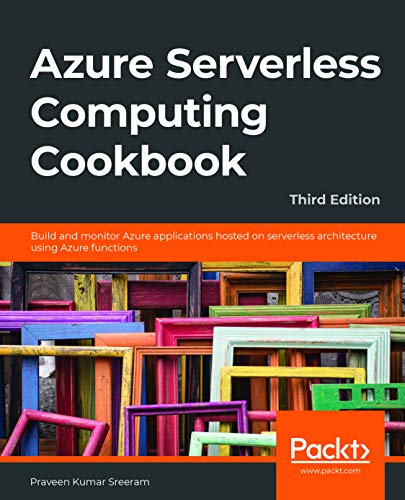 Azure Serverless
Computing
Cookbook
Third Edition
Build and monitor Azure applications hosted on serverless architecture
using Azure functions
Praveen Kumar Sreeram
Packt>
www.packt.com